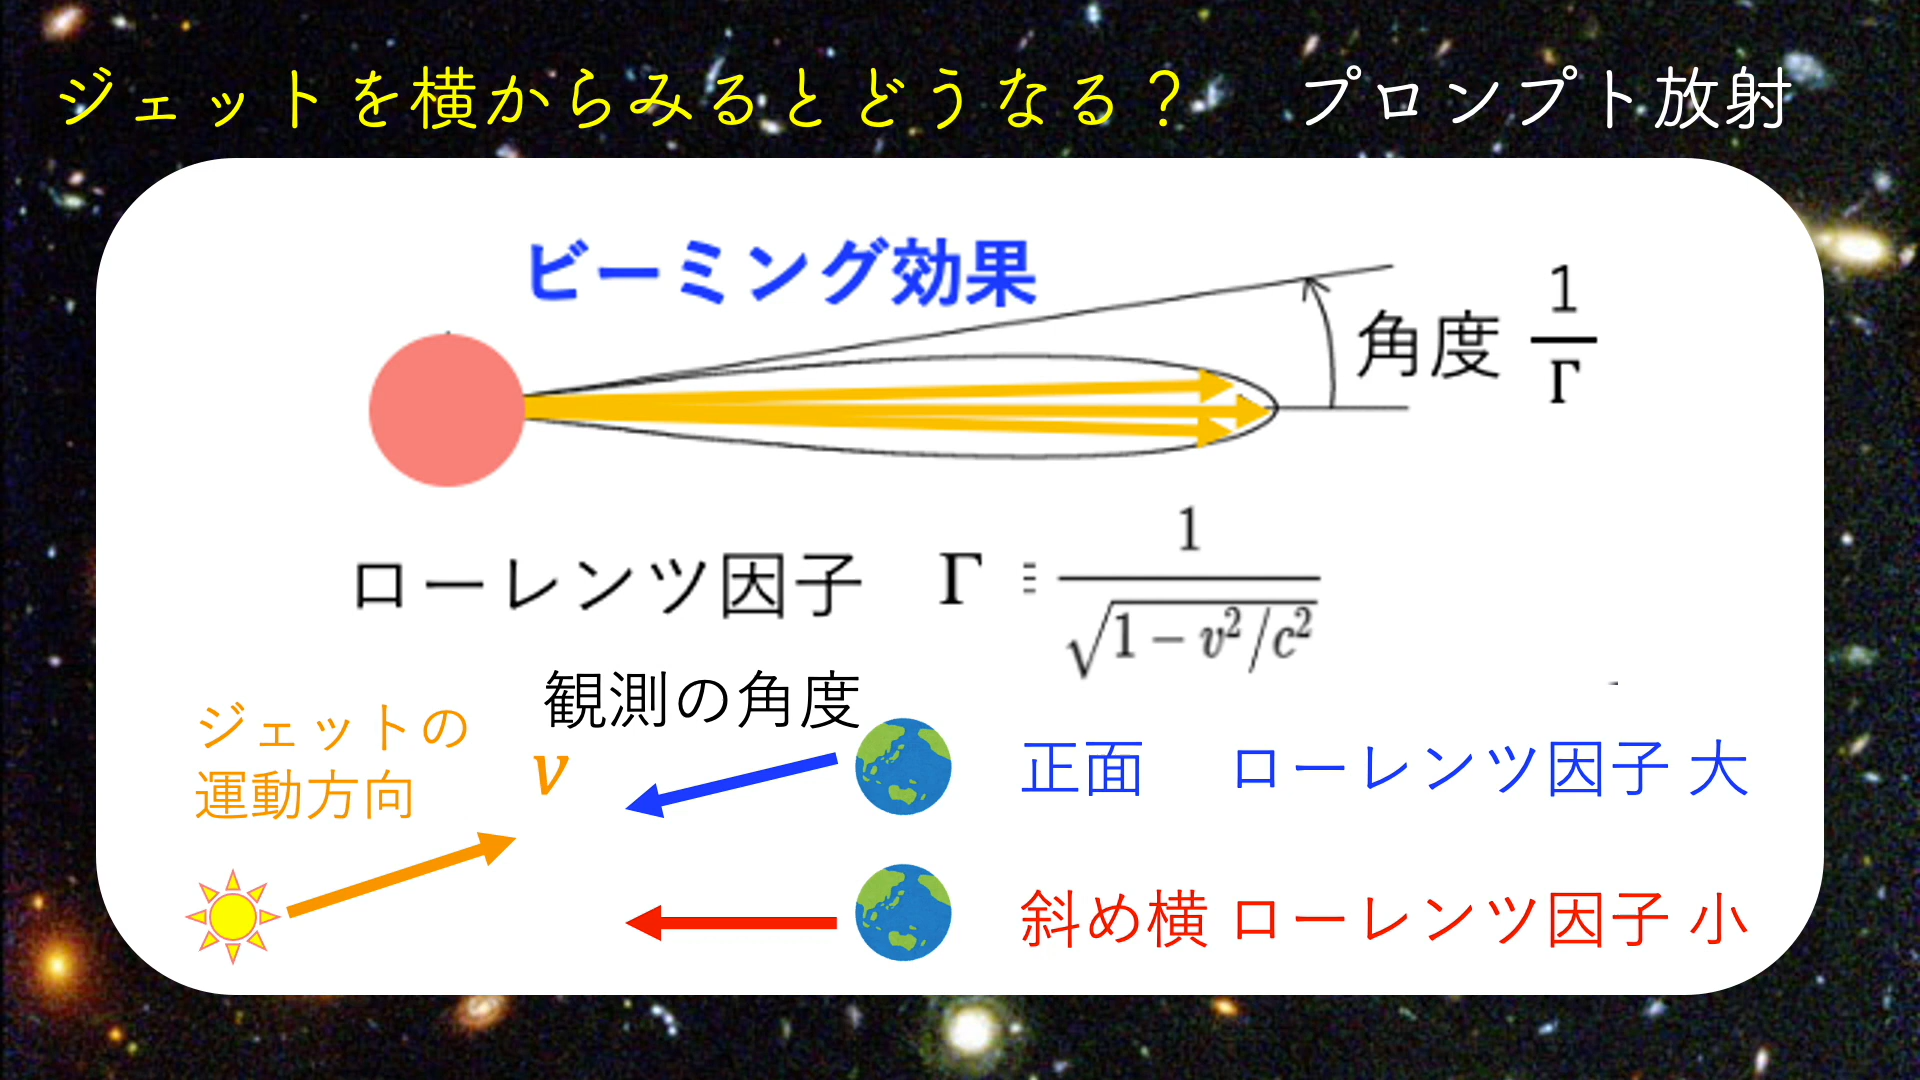 ジェットを横からみるとどうなる？ プロンプト放射
ビーミング効果
角度 1/Γ
ローレンツ因子 Γ ≡ 1/√(1 − v²/c²)
観測の角度
ジェットの
運動方向
v
正面 ローレンツ因子 大
斜め横 ローレンツ因子 小